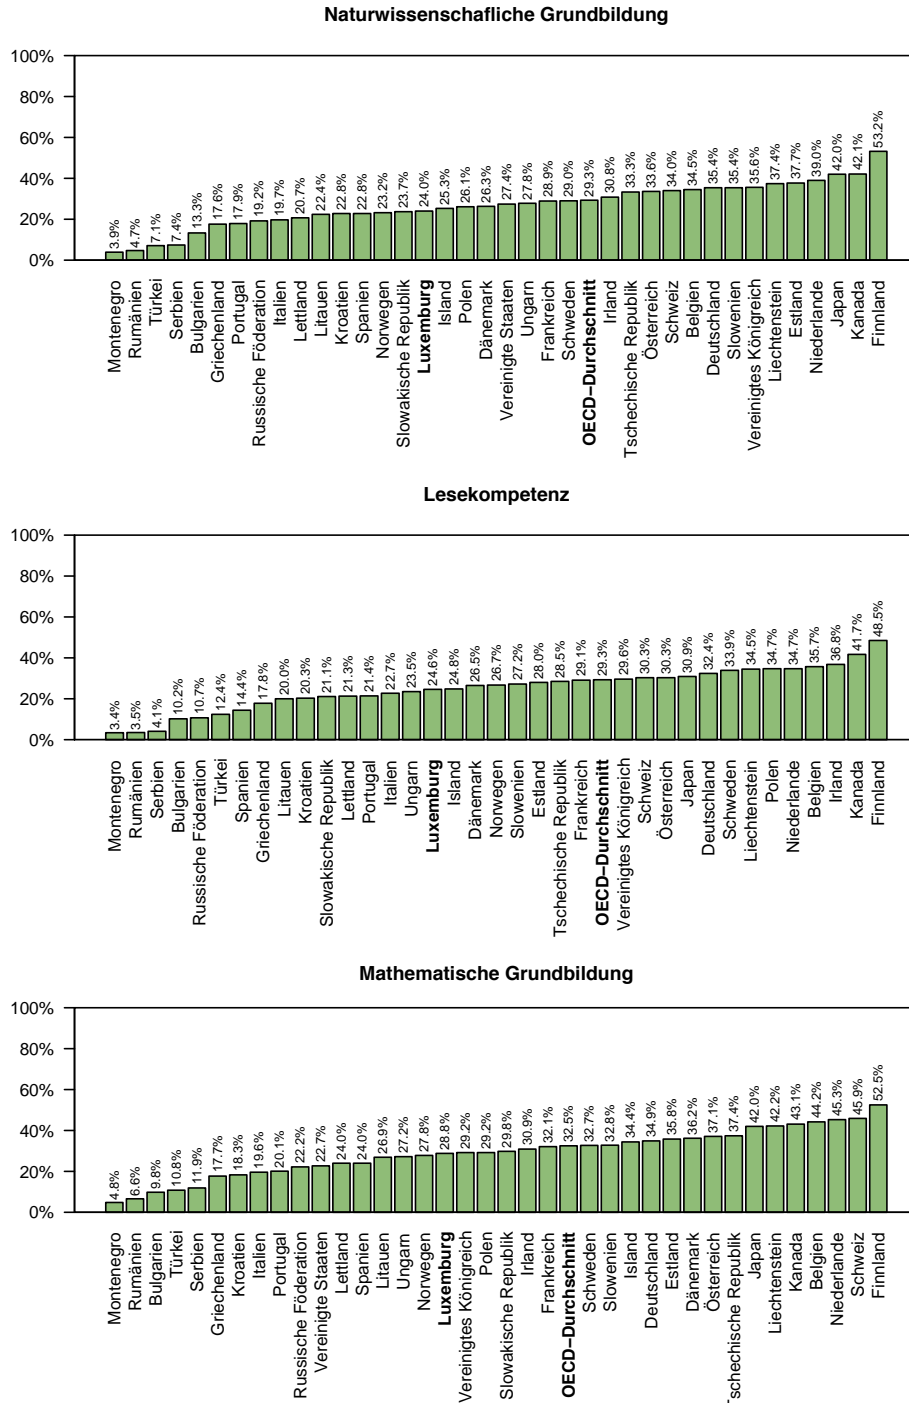 Naturwissenschafliche Grundbildung
100%
80%
60%
40%
20%
0%
3.9%
4.7%
7.1%
7.4%
13.3%
17.6%
17.9%
19.2%
19.7%
20.7%
22.4%
22.8%
22.8%
23.2%
23.7%
24.0%
25.3%
26.1%
26.3%
27.4%
27.8%
28.9%
29.0%
29.3%
30.8%
33.3%
33.6%
34.0%
34.5%
35.4%
35.4%
35.6%
37.4%
37.7%
39.0%
42.0%
42.1%
53.2%
Montenegro
Rumänien
Türkei
Serbien
Bulgarien
Griechenland
Portugal
Russische Föderation
Italien
Lettland
Litauen
Kroatien
Spanien
Norwegen
Slowakische Republik
Luxemburg
Island
Polen
Dänemark
Vereinigte Staaten
Ungarn
Frankreich
Schweden
OECD−Durchschnitt
Irland
Tschechische Republik
Österreich
Schweiz
Belgien
Deutschland
Slowenien
Vereinigtes Königreich
Liechtenstein
Estland
Niederlande
Japan
Kanada
Finnland
Lesekompetenz
100%
80%
60%
40%
20%
0%
3.4%
3.5%
4.1%
10.2%
10.7%
12.4%
14.4%
17.8%
20.0%
20.3%
21.1%
21.3%
21.4%
22.7%
23.5%
24.6%
24.8%
26.5%
26.7%
27.2%
28.0%
28.5%
29.1%
29.3%
29.6%
30.3%
30.3%
30.9%
32.4%
33.9%
34.5%
34.7%
34.7%
35.7%
36.8%
41.7%
48.5%
Montenegro
Rumänien
Serbien
Bulgarien
Russische Föderation
Türkei
Spanien
Griechenland
Litauen
Kroatien
Slowakische Republik
Lettland
Portugal
Italien
Ungarn
Luxemburg
Island
Dänemark
Norwegen
Slowenien
Estland
Tschechische Republik
Frankreich
OECD−Durchschnitt
Vereinigtes Königreich
Schweiz
Österreich
Japan
Deutschland
Schweden
Liechtenstein
Polen
Niederlande
Belgien
Irland
Kanada
Finnland
Mathematische Grundbildung
100%
80%
60%
40%
20%
0%
4.8%
6.6%
9.8%
10.8%
11.9%
17.7%
18.3%
19.6%
20.1%
22.2%
22.7%
24.0%
24.0%
26.9%
27.2%
27.8%
28.8%
29.2%
29.2%
29.8%
30.9%
32.1%
32.5%
32.7%
32.8%
34.4%
34.9%
35.8%
36.2%
37.1%
37.4%
42.0%
42.2%
43.1%
44.2%
45.3%
45.9%
52.5%
Montenegro
Rumänien
Bulgarien
Türkei
Serbien
Griechenland
Kroatien
Italien
Portugal
Russische Föderation
Vereinigte Staaten
Lettland
Spanien
Litauen
Ungarn
Norwegen
Luxemburg
Vereinigtes Königreich
Polen
Slowakische Republik
Irland
Frankreich
OECD−Durchschnitt
Schweden
Slowenien
Island
Deutschland
Estland
Dänemark
Österreich
Tschechische Republik
Japan
Liechtenstein
Kanada
Belgien
Niederlande
Schweiz
Finnland